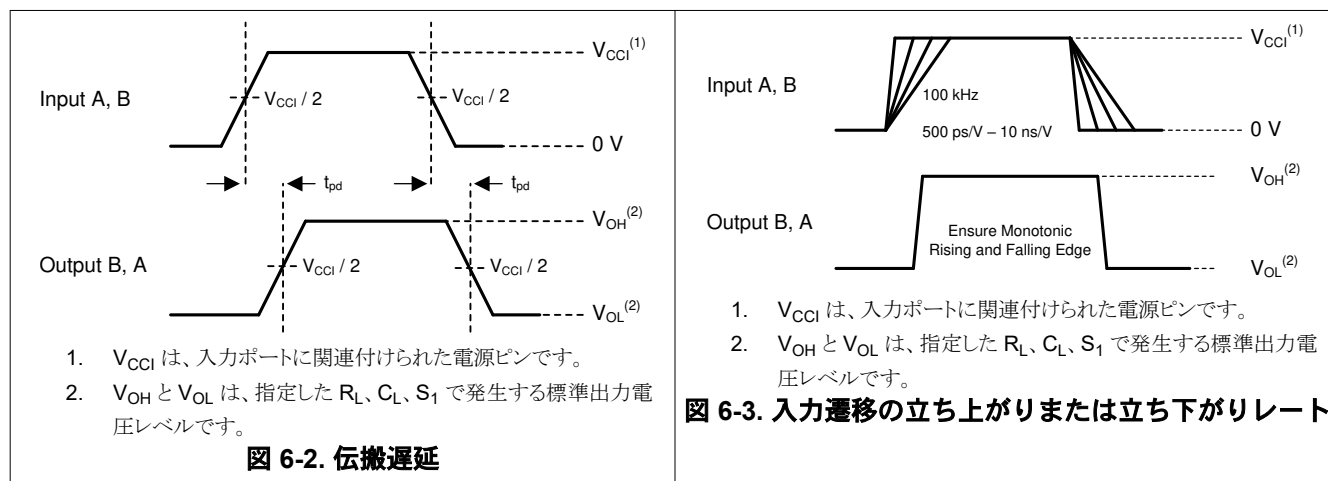 Input A, B
V_CCI / 2
V_CCI / 2
V_CCI(1)
0 V
t_pd
t_pd
Output B, A
V_CCI / 2
V_CCI / 2
V_OH(2)
V_OL(2)
1. V_CCI は、入力ポートに関連付けられた電源ピンです。
2. V_OH と V_OL は、指定した R_L、C_L、S_1 で発生する標準出力電
圧レベルです。
図 6-2. 伝搬遅延
Input A, B
100 kHz
500 ps/V – 10 ns/V
V_CCI(1)
0 V
Output B, A
Ensure Monotonic
Rising and Falling Edge
V_OH(2)
V_OL(2)
1. V_CCI は、入力ポートに関連付けられた電源ピンです。
2. V_OH と V_OL は、指定した R_L、C_L、S_1 で発生する標準出力電
圧レベルです。
図 6-3. 入力遷移の立ち上がりまたは立ち下がりレート